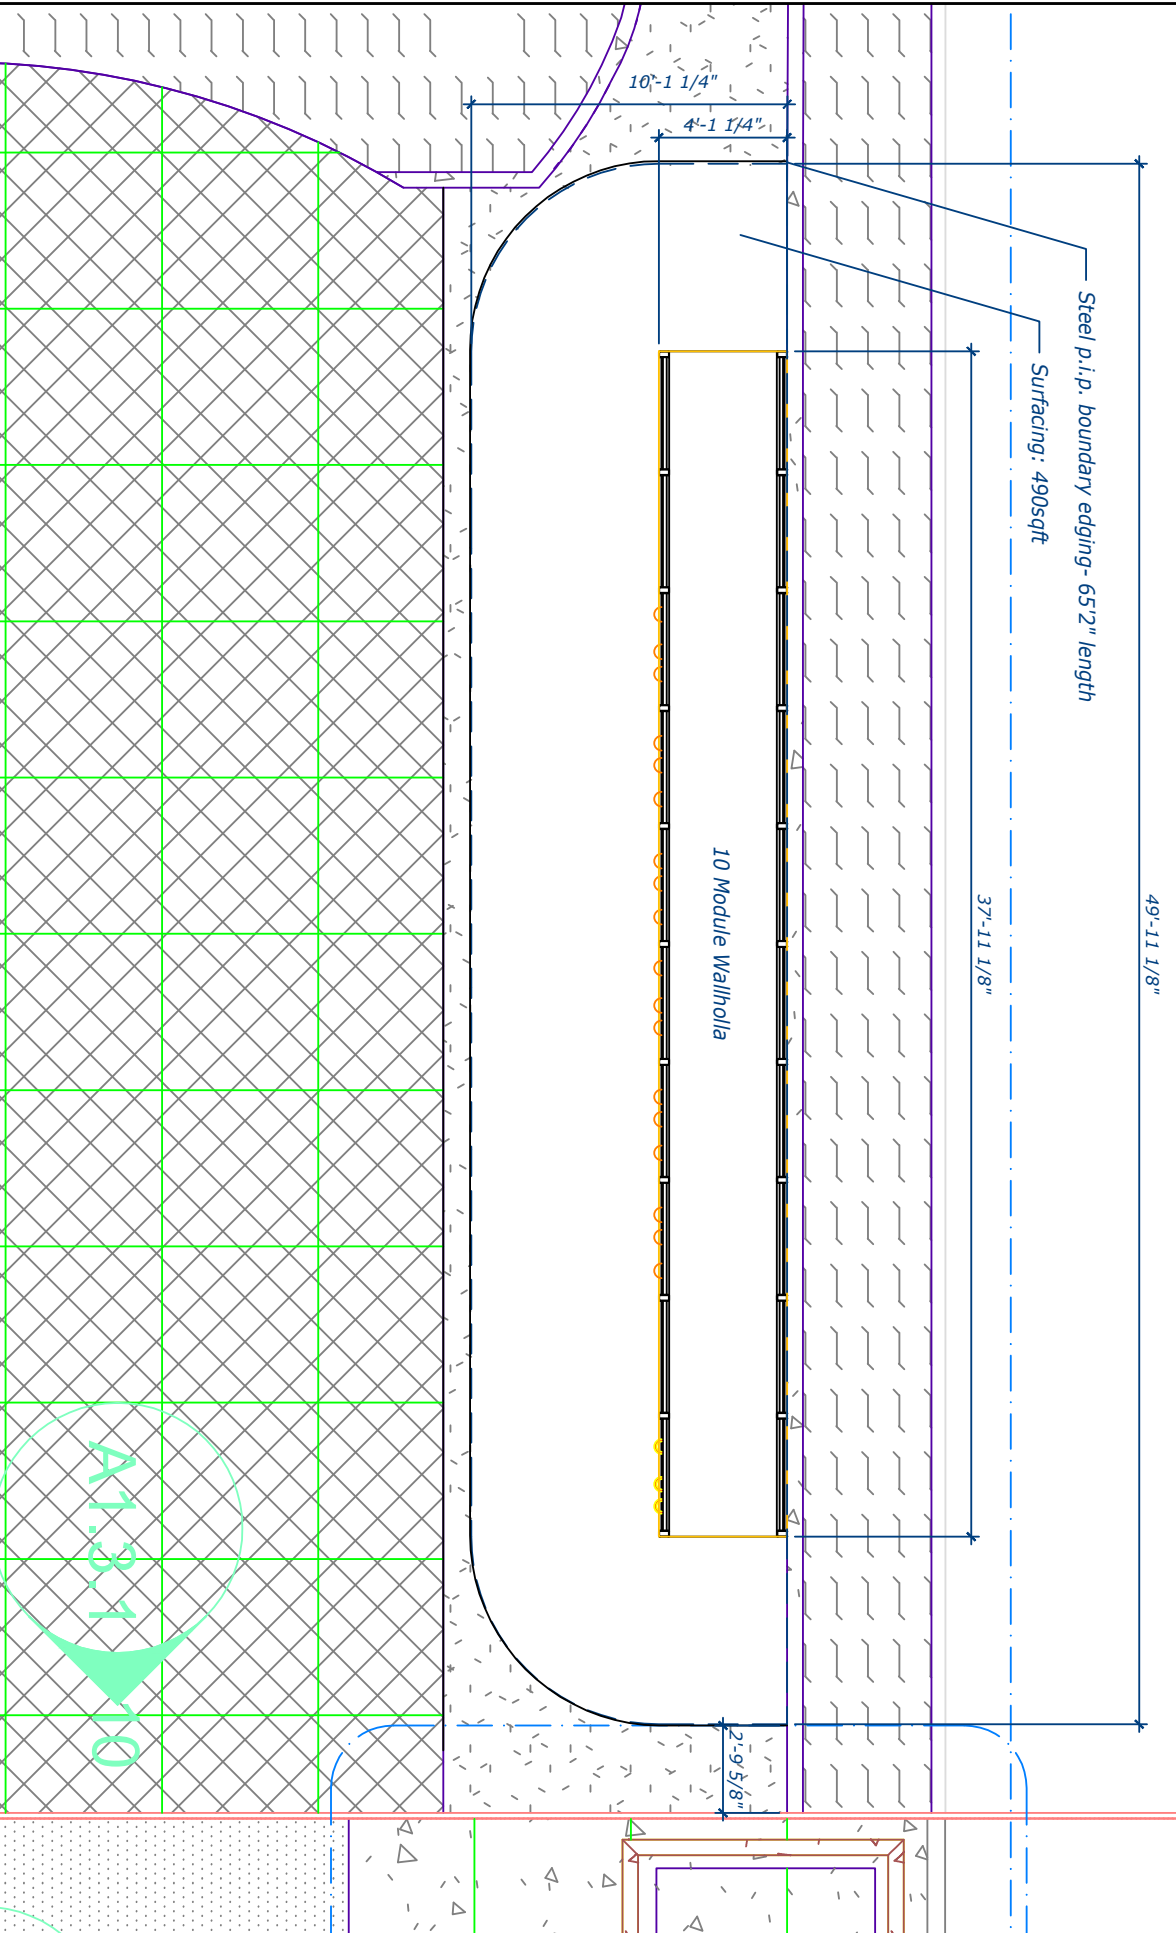 10'-1 1/4"
4'-1 1/4"
Steel p.i.p. boundary edging- 65'2" length
Surfacing: 490sqft
49'-11 1/8"
37'-11 1/8"
10 Module Wallholla
2'-9 5/8"
A1.3.1
10